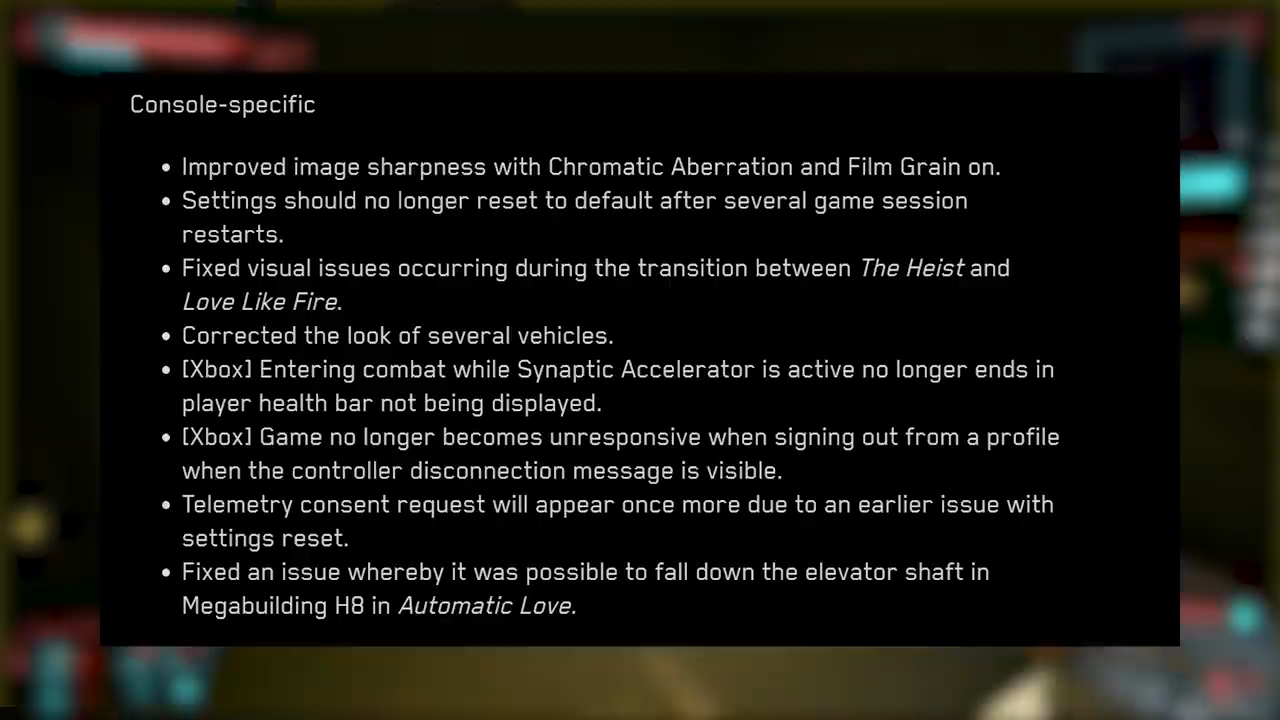 Console-specific
• Improved image sharpness with Chromatic Aberration and Film Grain on.
• Settings should no longer reset to default after several game session
restarts.
• Fixed visual issues occurring during the transition between The Heist and
Love Like Fire.
• Corrected the look of several vehicles.
• [Xbox] Entering combat while Synaptic Accelerator is active no longer ends in
player health bar not being displayed.
• [Xbox] Game no longer becomes unresponsive when signing out from a profile
when the controller disconnection message is visible.
• Telemetry consent request will appear once more due to an earlier issue with
settings reset.
• Fixed an issue whereby it was possible to fall down the elevator shaft in
Megabuilding H8 in Automatic Love.